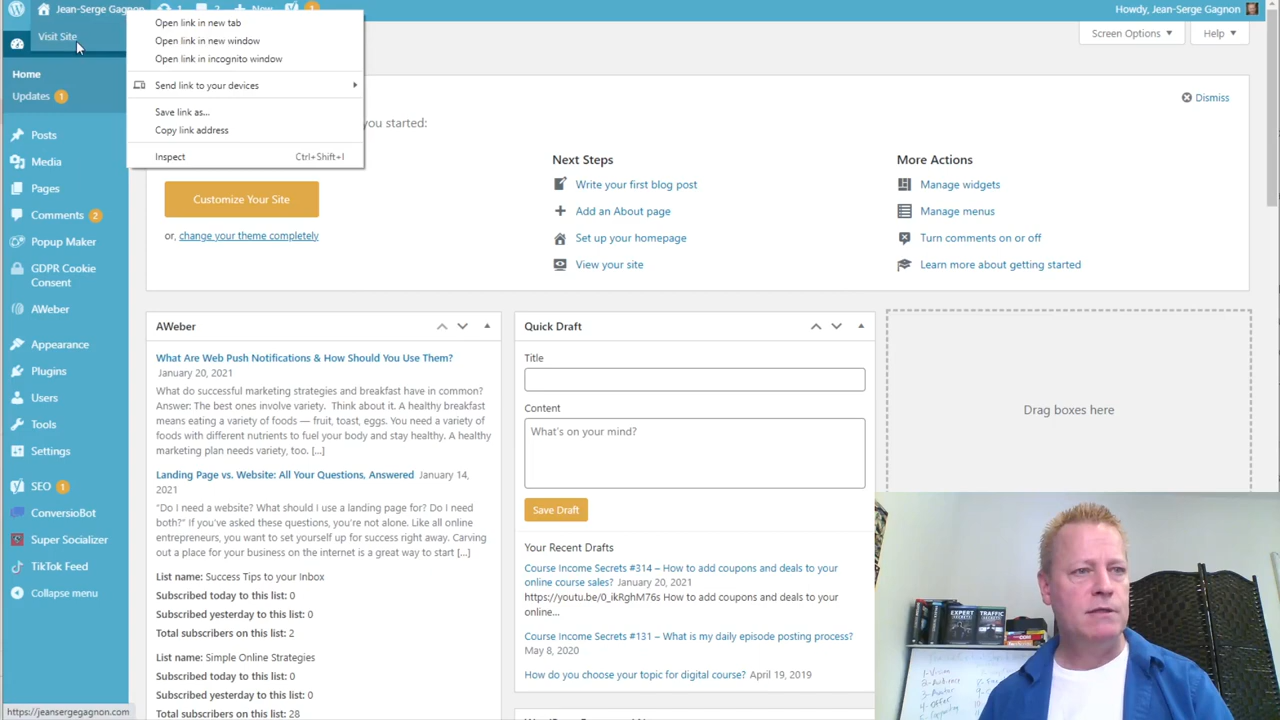 Jean-Serge Gagnon
1
2
New
1
Howdy, Jean-Serge Gagnon
Visit Site
Open link in new tab
Open link in new window
Open link in incognito window
Send link to your devices
Save link as...
Copy link address
Inspect Ctrl+Shift+I
Screen Options
Help
Home
Updates 1
Posts
Media
Pages
Comments 2
Popup Maker
GDPR Cookie
Consent
AWeber
Appearance
Plugins
Users
Tools
Settings
SEO 1
ConversioBot
Super Socializer
TikTok Feed
Collapse menu
https://jeansergegagnon.com
Dismiss
you started:
Customize Your Site
or, change your theme completely
Next Steps
Write your first blog post
Add an About page
Set up your homepage
View your site
More Actions
Manage widgets
Manage menus
Turn comments on or off
Learn more about getting started
AWeber
What Are Web Push Notifications & How Should You Use Them?
January 20, 2021
What do successful marketing strategies and breakfast have in common?
Answer: The best ones involve variety.  Think about it. A healthy breakfast
means eating a variety of foods — fruit, toast, eggs. You need a variety of
foods with different nutrients to fuel your body and stay healthy. A healthy
marketing plan needs variety, too. [...]
Landing Page vs. Website: All Your Questions, Answered January 14,
2021
"Do I need a website? What should I use a landing page for? Do I need
both?" If you've asked these questions, you're not alone. Like all online
entrepreneurs, you want to set yourself up for success right away. Carving
out a place for your business on the internet is a great way to start [...]
List name: Success Tips to your Inbox
Subscribed today to this list: 0
Subscribed yesterday to this list: 0
Total subscribers on this list: 2
List name: Simple Online Strategies
Subscribed today to this list: 0
Subscribed yesterday to this list: 0
Total subscribers on this list: 28
Quick Draft
Title
Content
What's on your mind?
Save Draft
Your Recent Drafts
Course Income Secrets #314 – How to add coupons and deals to your
online course sales? January 20, 2021
https://youtu.be/0_ikRghM76s How to add coupons and deals to your
online...
Course Income Secrets #131 – What is my daily episode posting process?
May 8, 2020
How do you choose your topic for digital course? April 19, 2019
Drag boxes here
EXPERT
SECRETS
TRAFFIC
SECRETS